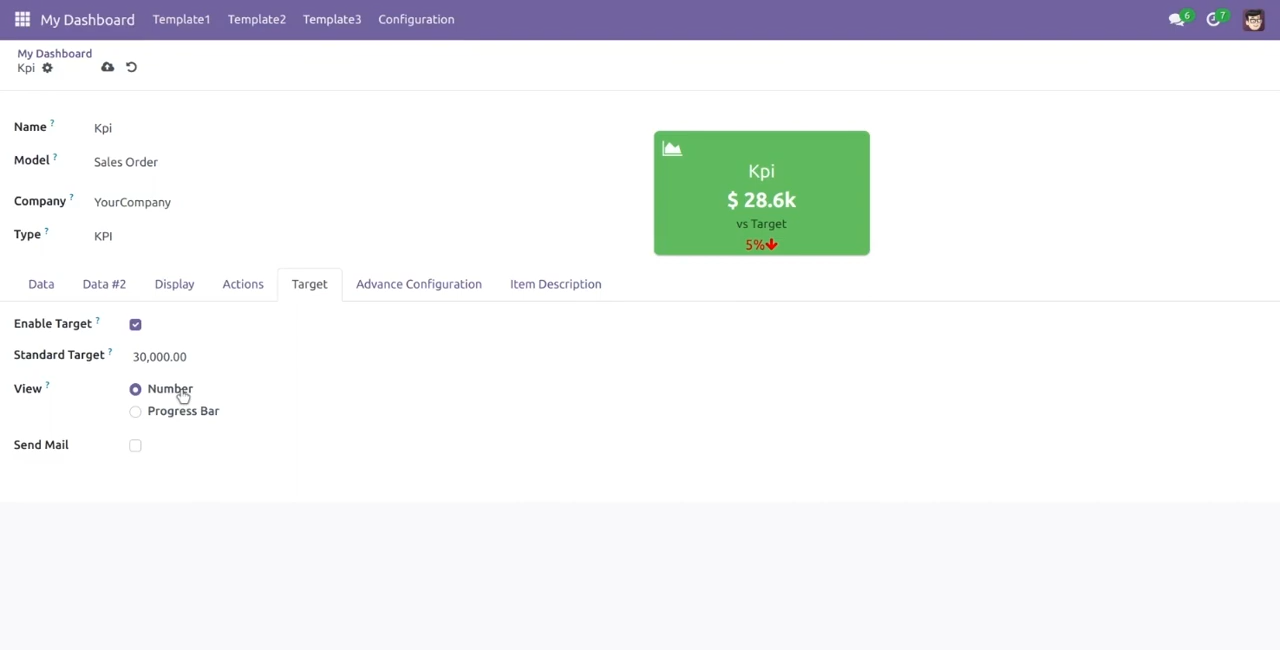 My Dashboard Template1 Template2 Template3 Configuration 6 7
My Dashboard
Kpi
Name ? Kpi
Model ? Sales Order
Company ? YourCompany
Type ? KPI
Kpi
$ 28.6k
vs Target
5%
Data Data #2 Display Actions Target Advance Configuration Item Description
Enable Target ?
Standard Target ? 30,000.00
View ? Number
Progress Bar
Send Mail